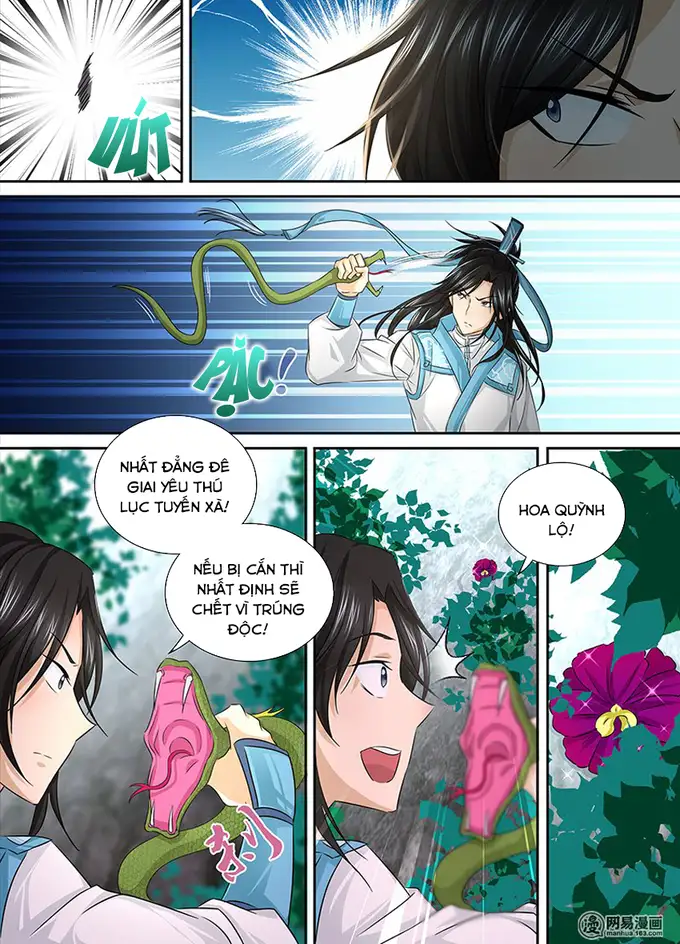 VÚT
PẶC!
NHẤT ĐẲNG ĐÊ
GIAI YÊU THÚ
LỤC TUYẾN XÀ!
NẾU BỊ CẮN THÌ
NHẤT ĐỊNH SẼ
CHẾT VÌ TRÚNG
ĐỘC!
HOA QUỲNH
LỘ!
刹
网易漫画
manhua.163.com